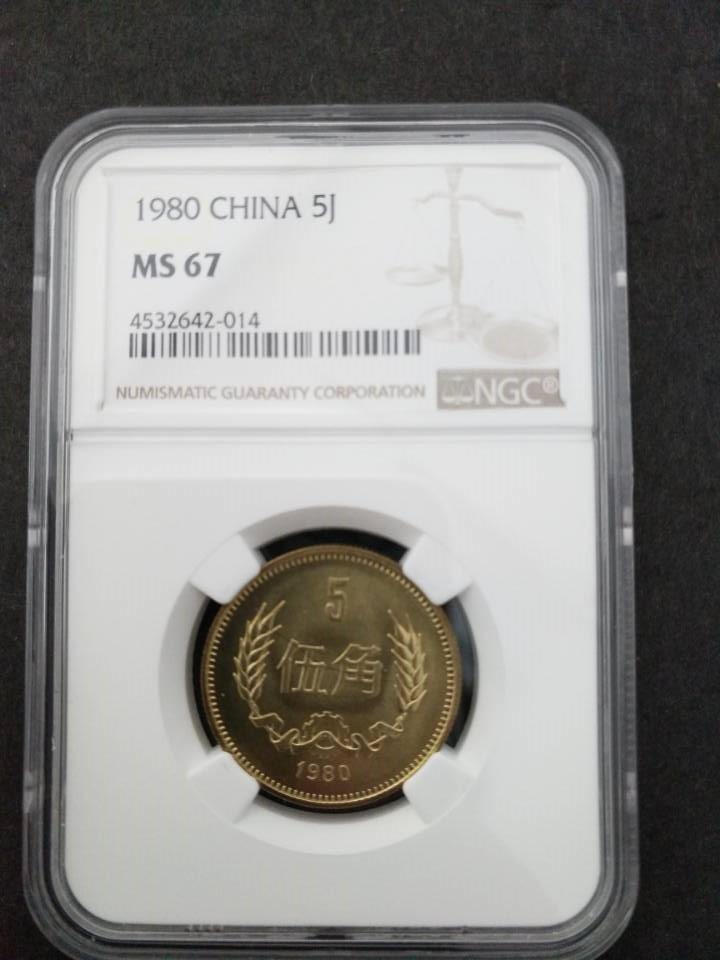 1980 CHINA 5J
MS 67
4532642-014
NUMISMATIC GUARANTY CORPORATION
NGC®
5
伍角
1980